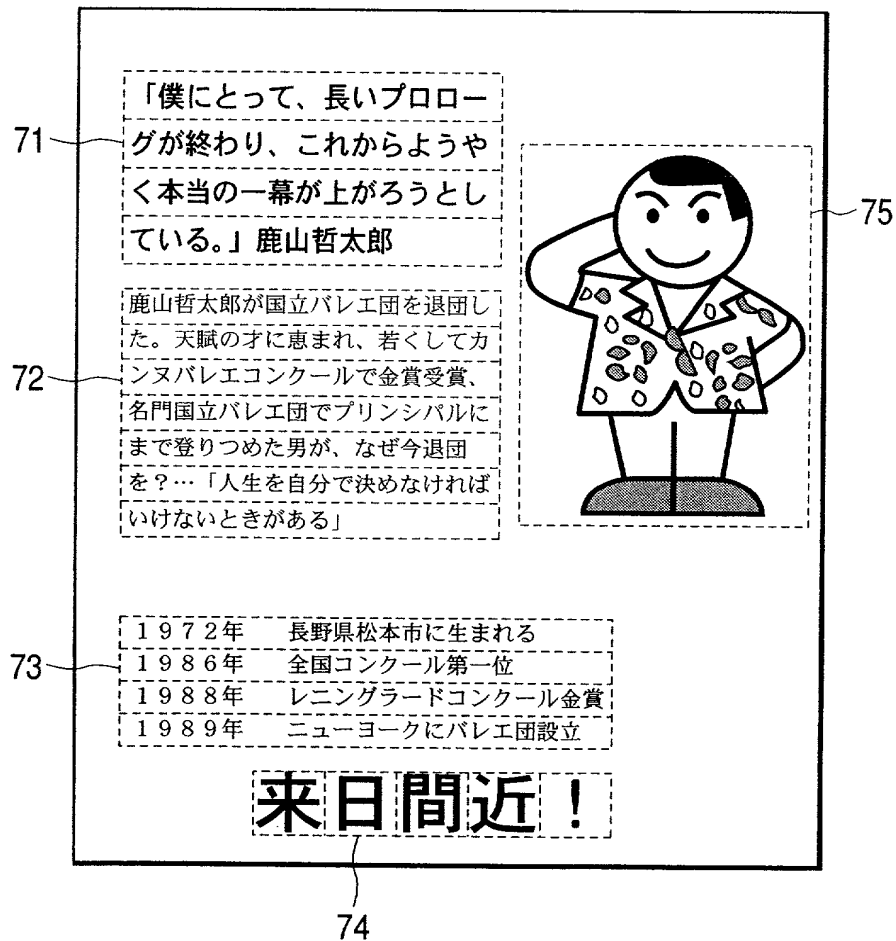 「僕にとって、長いプロロー
グが終わり、これからようや
く本当の一幕が上がろうとし
ている。」鹿山哲太郎
71
鹿山哲太郎が国立バレエ団を退団し
た。天賦の才に恵まれ、若くしてカ
ンヌバレエコンクールで金賞受賞、
名門国立バレエ団でプリンシパルに
まで登りつめた男が、なぜ今退団
を？…「人生を自分で決めなければ
いけないときがある」
72
75
１９７２年　長野県松本市に生まれる
１９８６年　全国コンクール第一位
１９８８年　レニングラードコンクール金賞
１９８９年　ニューヨークにバレエ団設立
73
来日間近！
74